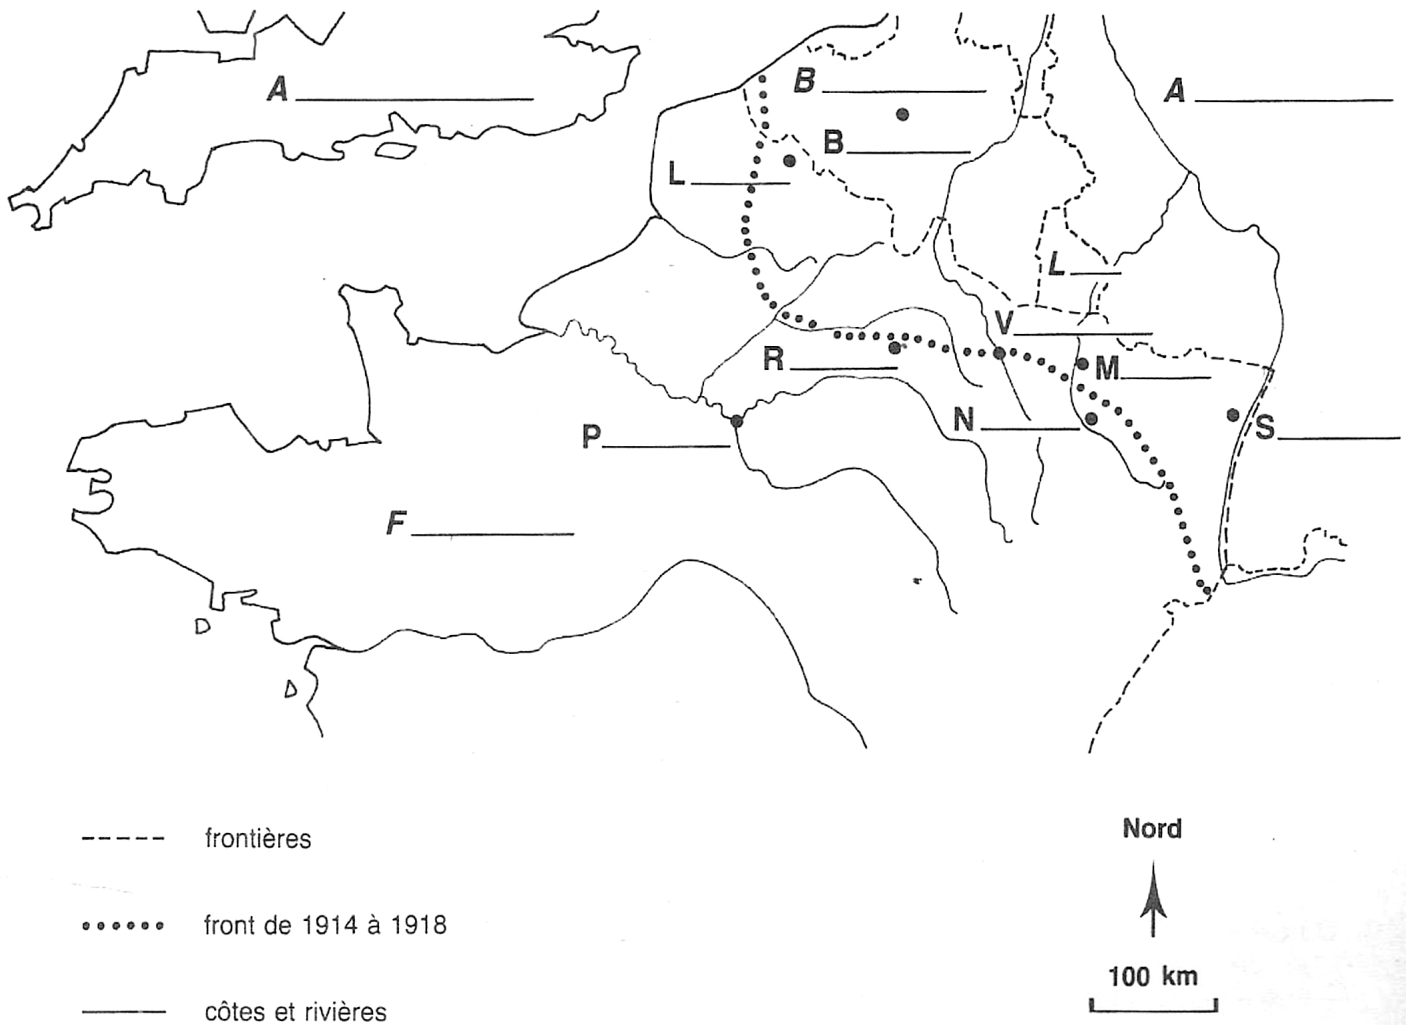 A
B
A
B
L
L
V
R
M
N
P
S
F
frontières
Nord
front de 1914 à 1918
100 km
côtes et rivières